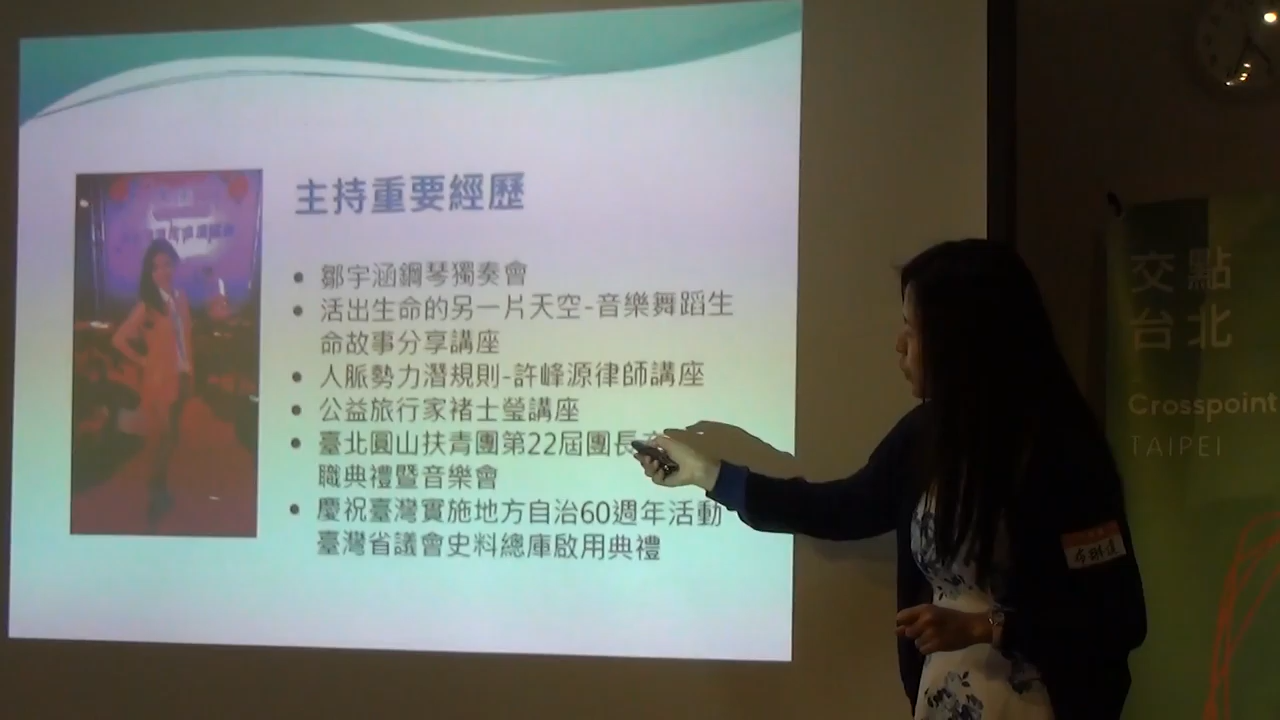 主持重要經歷
• 鄒宇涵鋼琴獨奏會
• 活出生命的另一片天空-音樂舞蹈生
命故事分享講座
• 人脈勢力潛規則-許峰源律師講座
• 公益旅行家褚士瑩講座
• 臺北圓山扶青團第22屆團長
職典禮暨音樂會
• 慶祝臺灣實施地方自治60週年活動
臺灣省議會史料總庫啟用典禮
交點
台北
Crosspoint
TAIPEI